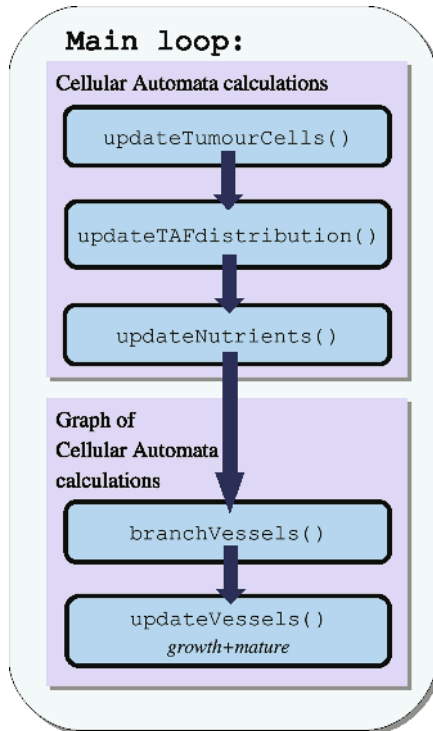 Main loop:
Cellular Automata calculations
updateTumourCells()
updateTAFdistribution()
updateNutrients()
Graph of
Cellular Automata
calculations
branchVessels()
updateVessels()
growth+mature